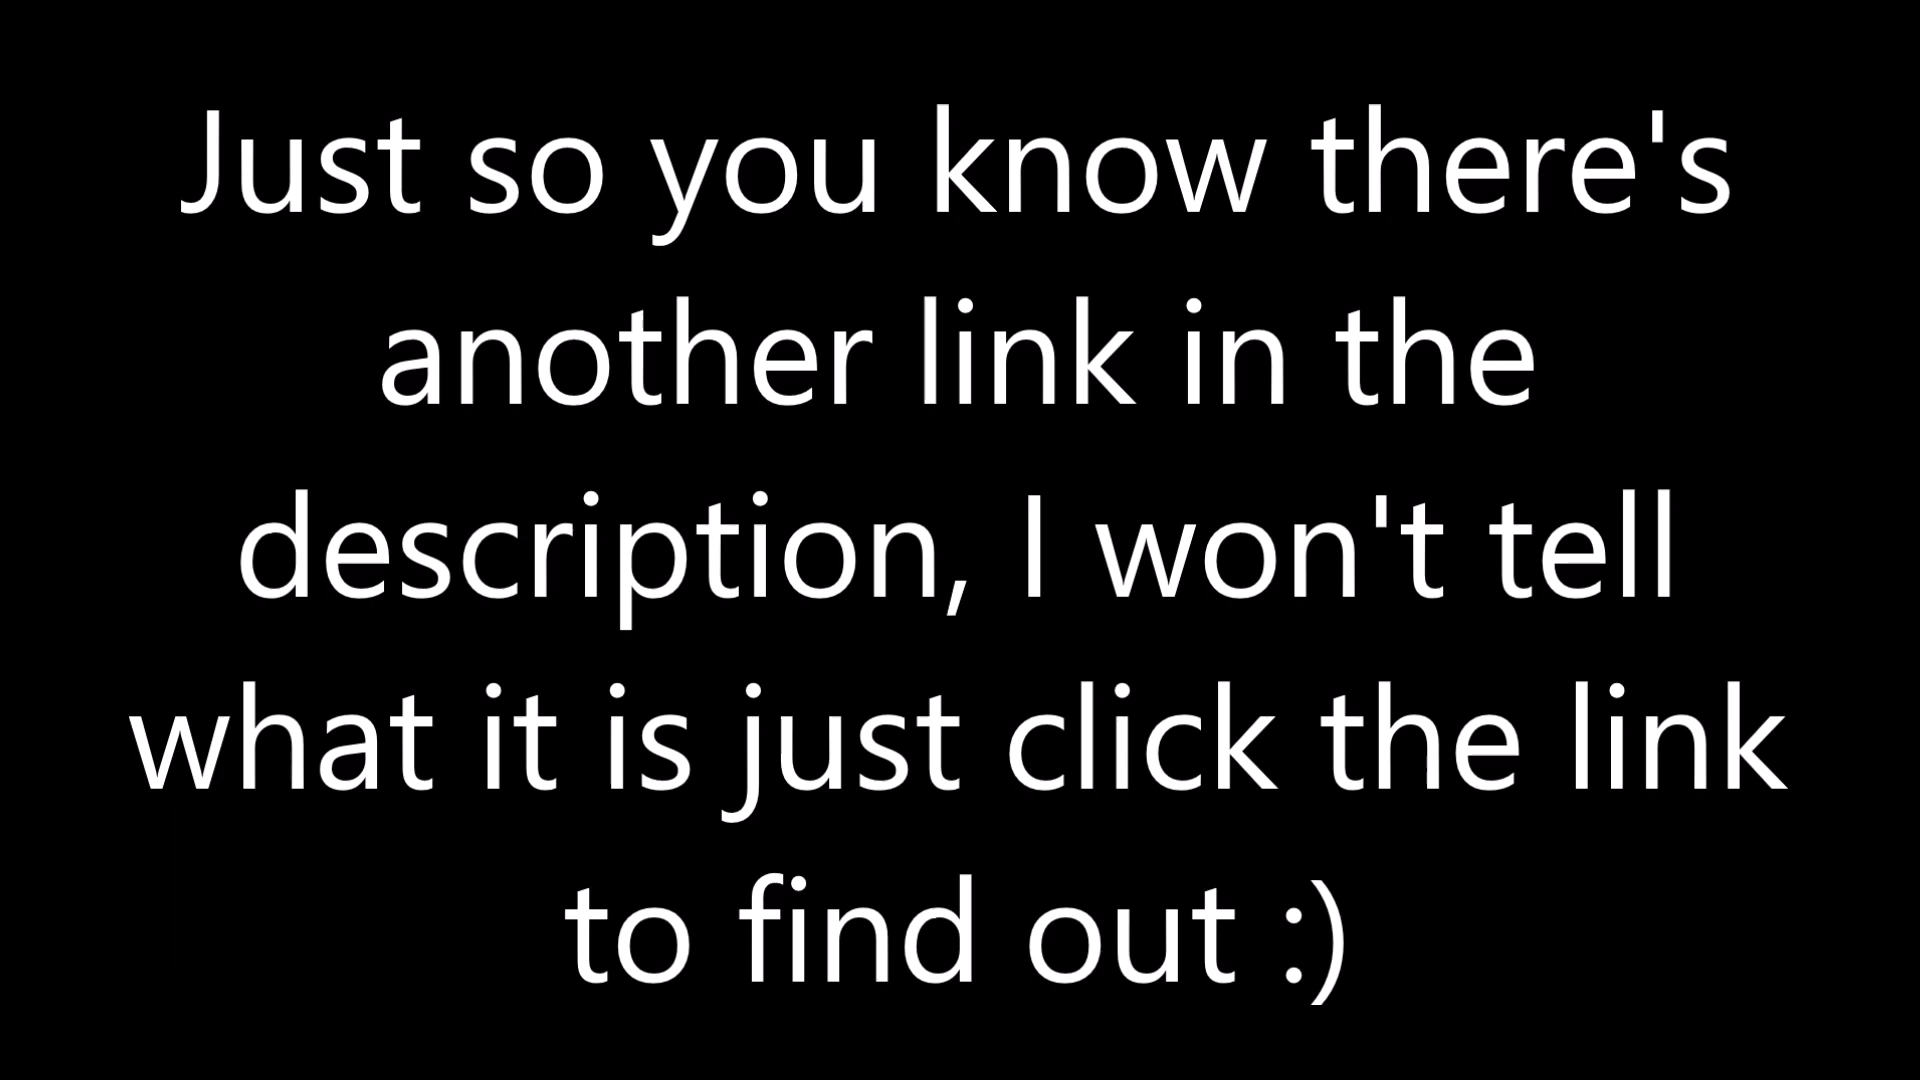 Just so you know there's
another link in the
description, I won't tell
what it is just click the link
to find out :)